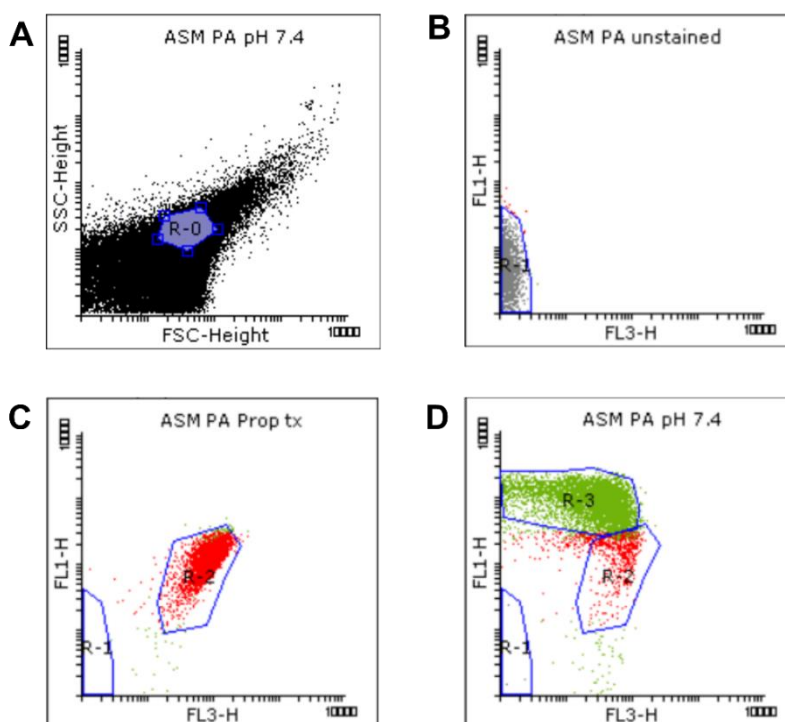 A
ASM PA pH 7.4
SSC-Height
R-0
FSC-Height
B
ASM PA unstained
FL1-H
R-1
FL3-H
C
ASM PA Prop tx
FL1-H
R-2
R-1
FL3-H
D
ASM PA pH 7.4
FL1-H
R-3
R-2
R-1
FL3-H